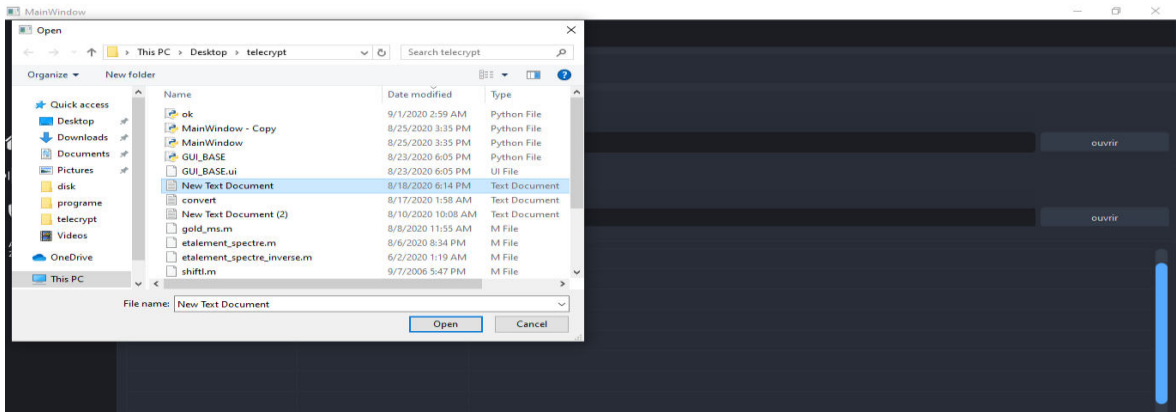 MainWindow
Open
This PC > Desktop > telecrypt
Search telecrypt
Organize
New folder
Name Date modified Type
Quick access
Desktop
Downloads
Documents
Pictures
disk
programe
telecrypt
Videos
OneDrive
This PC
ok 9/1/2020 2:59 AM Python File
MainWindow - Copy 8/25/2020 3:35 PM Python File
MainWindow 8/25/2020 3:35 PM Python File
GUI_BASE 8/23/2020 6:05 PM Python File
GUI_BASE.ui 8/23/2020 6:05 PM UI File
New Text Document 8/18/2020 6:14 PM Text Document
convert 8/17/2020 1:58 AM Text Document
New Text Document (2) 8/10/2020 10:08 AM Text Document
gold_ms.m 8/8/2020 11:55 AM M File
etalement_spectre.m 8/6/2020 8:34 PM M File
etalement_spectre_inverse.m 6/2/2020 1:19 AM M File
shiftl.m 9/7/2006 5:47 PM M File
File name: New Text Document
Open Cancel
ouvrir
ouvrir